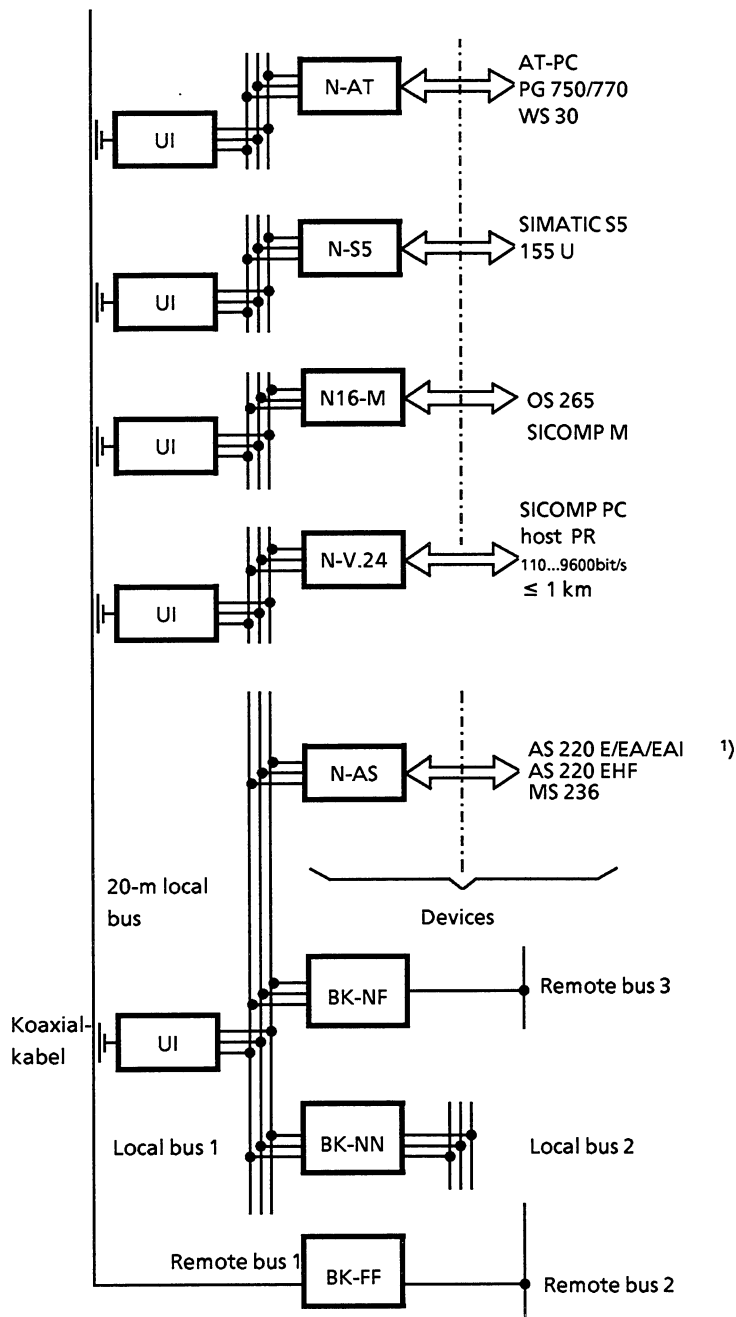 N-AT
AT-PC
PG 750/770
WS 30
UI
N-S5
SIMATIC S5
155 U
UI
N16-M
OS 265
SICOMP M
UI
N-V.24
SICOMP PC
host PR
110...9600bit/s
≤ 1 km
UI
N-AS
AS 220 E/EA/EAI 1)
AS 220 EHF
MS 236
20-m local
bus
Devices
BK-NF
Remote bus 3
Koaxial-
kabel
UI
Local bus 1
BK-NN
Local bus 2
Remote bus 1
BK-FF
Remote bus 2